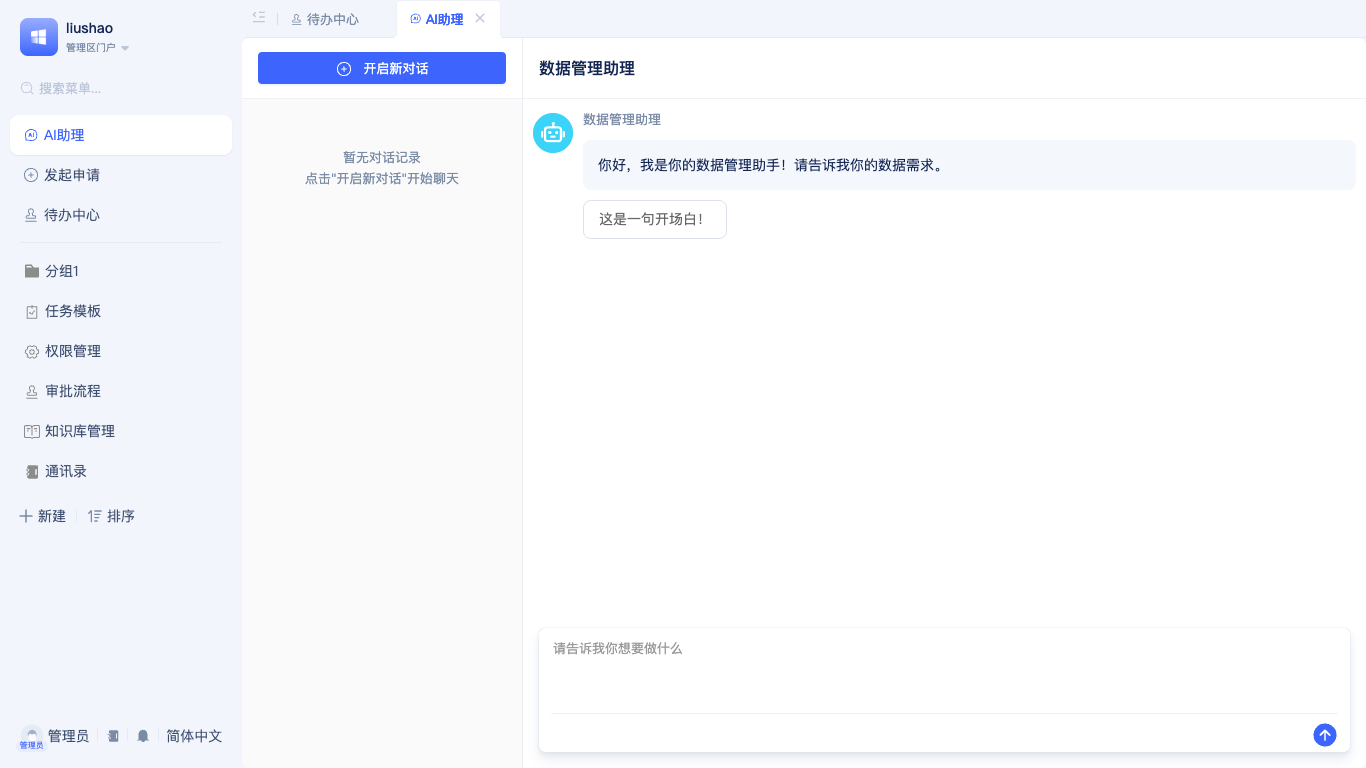 liushao
管理区门户
搜索菜单...
AI助理
发起申请
待办中心
分组1
任务模板
权限管理
审批流程
知识库管理
通讯录
新建
排序
管理员
管理员
简体中文
待办中心
AI助理
开启新对话
暂无对话记录
点击"开启新对话"开始聊天
数据管理助理
数据管理助理
你好，我是你的数据管理助手！请告诉我你的数据需求。
这是一句开场白！
请告诉我你想要做什么